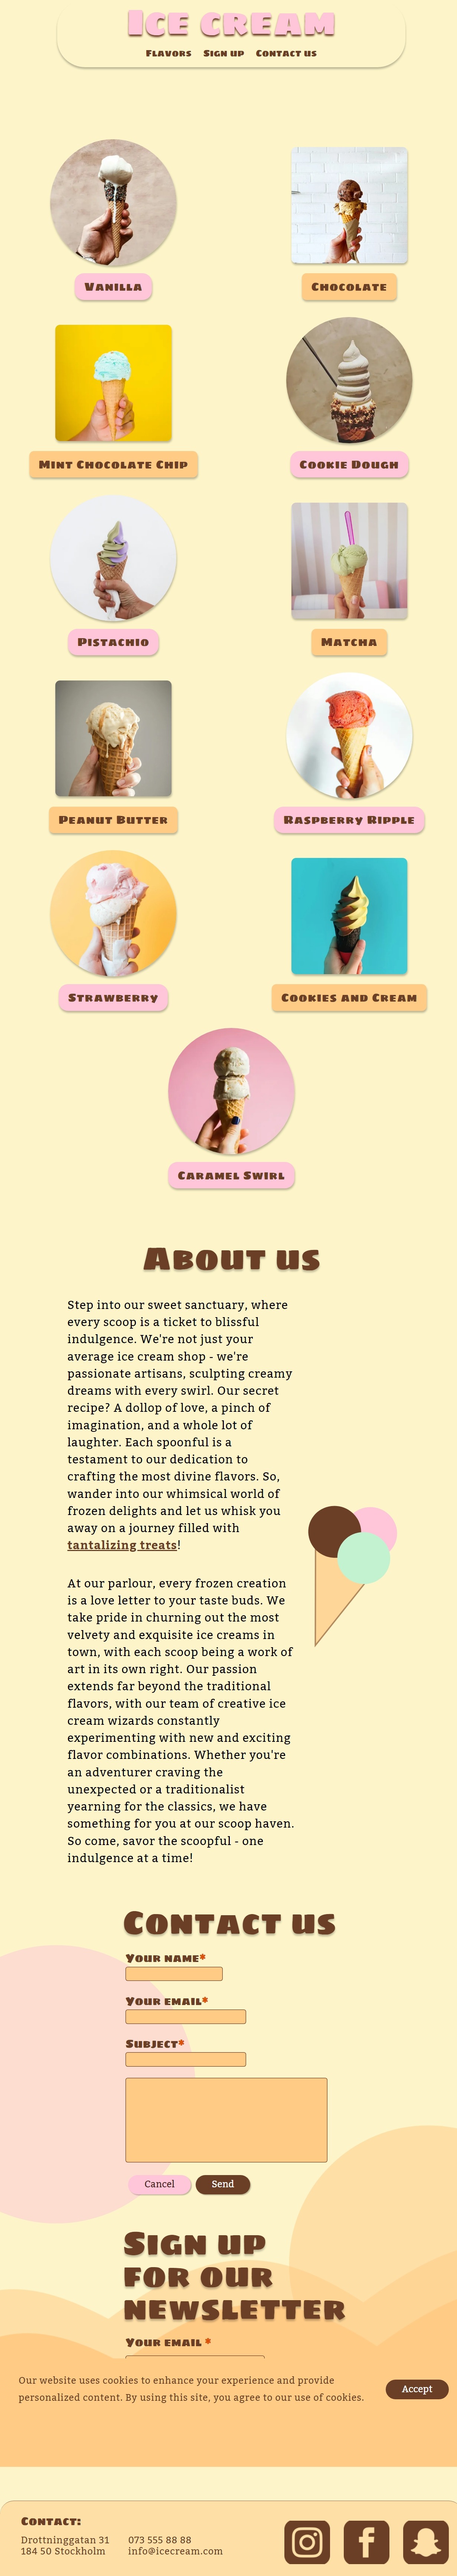 Ice cream
Flavors Sign up Contact us
Vanilla
Chocolate
Mint Chocolate Chip
Cookie Dough
Pistachio
Matcha
Peanut Butter
Raspberry Ripple
Strawberry
Cookies and Cream
Caramel Swirl
About us
Step into our sweet sanctuary, where
every scoop is a ticket to blissful
indulgence. We're not just your
average ice cream shop - we're
passionate artisans, sculpting creamy
dreams with every swirl. Our secret
recipe? A dollop of love, a pinch of
imagination, and a whole lot of
laughter. Each spoonful is a
testament to our dedication to
crafting the most divine flavors. So,
wander into our whimsical world of
frozen delights and let us whisk you
away on a journey filled with
tantalizing treats!
At our parlour, every frozen creation
is a love letter to your taste buds. We
take pride in churning out the most
velvety and exquisite ice creams in
town, with each scoop being a work of
art in its own right. Our passion
extends far beyond the traditional
flavors, with our team of creative ice
cream wizards constantly
experimenting with new and exciting
flavor combinations. Whether you're
an adventurer craving the
unexpected or a traditionalist
yearning for the classics, we have
something for you at our scoop haven.
So come, savor the scoopful - one
indulgence at a time!
Contact us
Your name*
Your email*
Subject*
Cancel Send
Sign up
for our
newsletter
Your email *
Our website uses cookies to enhance your experience and provide
personalized content. By using this site, you agree to our use of cookies.
Accept
Contact:
Drottninggatan 31
184 50 Stockholm
073 555 88 88
info@icecream.com